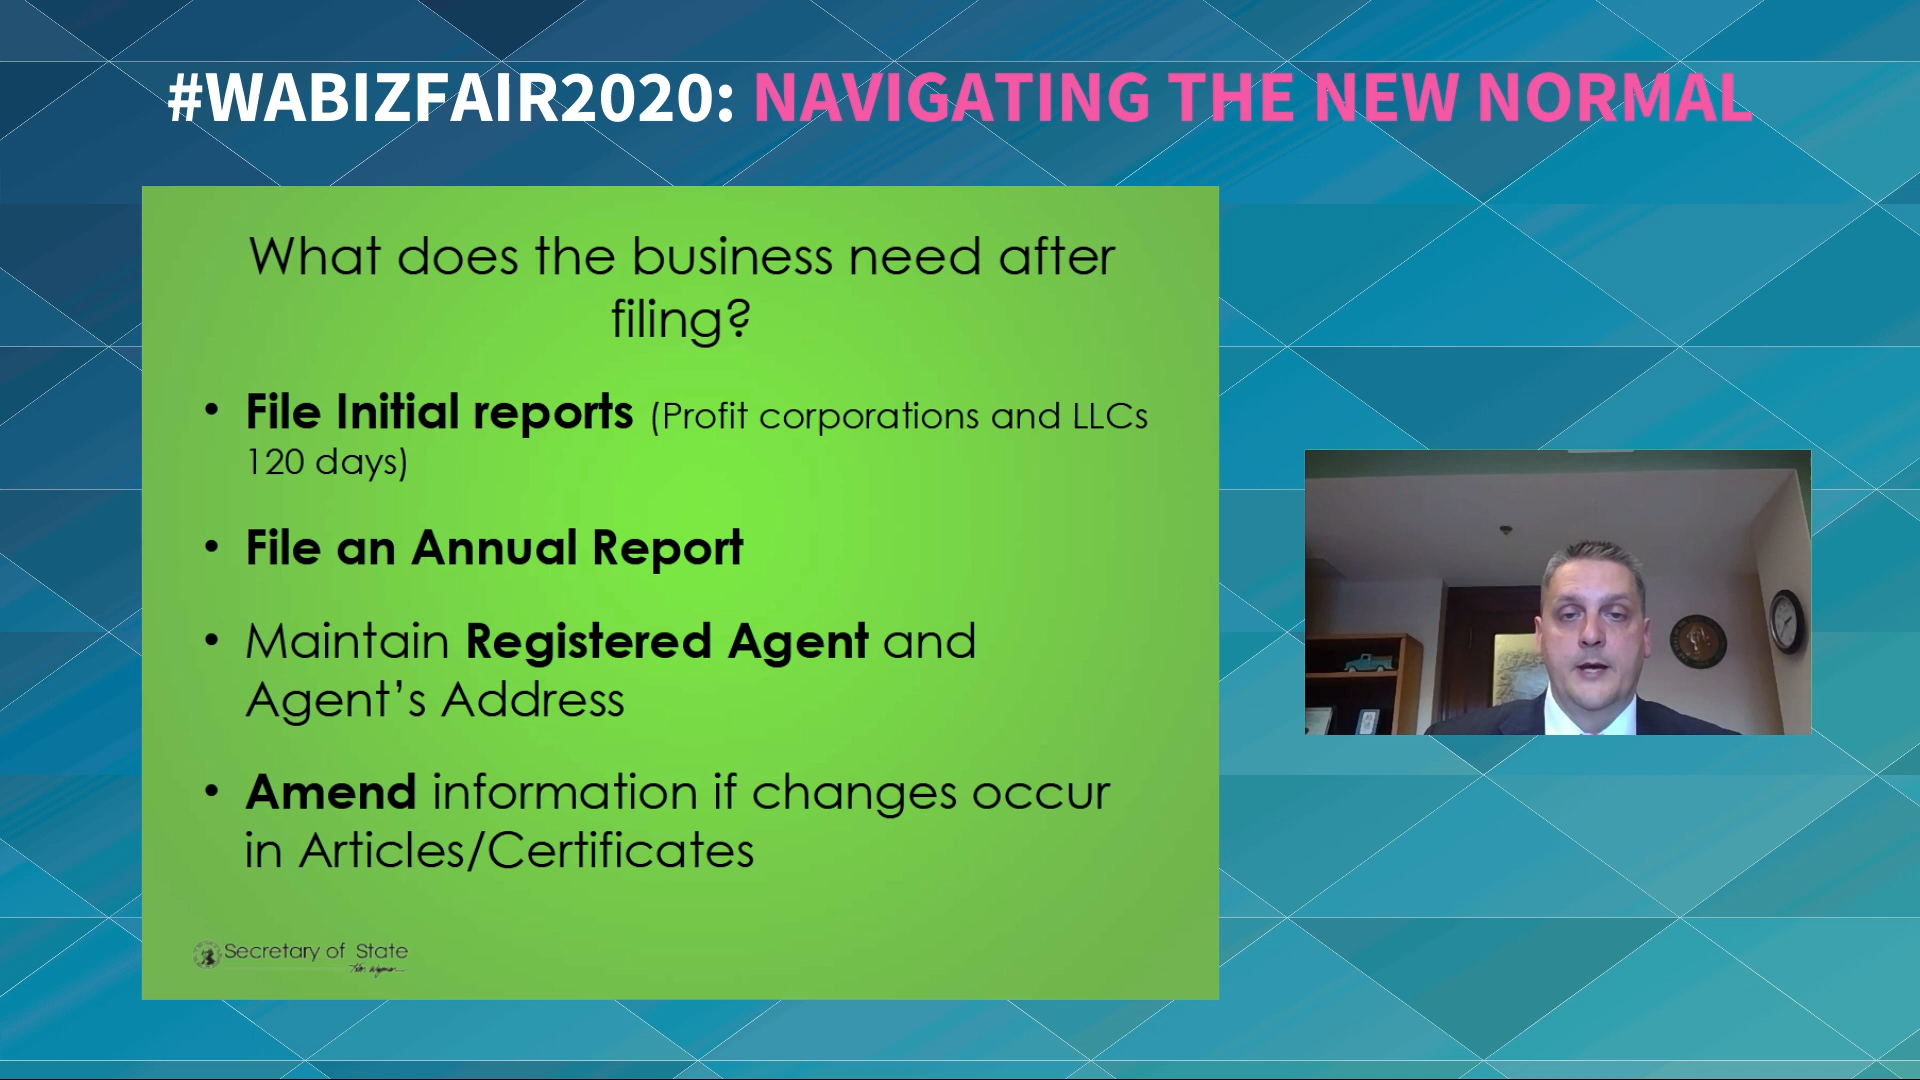 #WABIZFAIR2020: NAVIGATING THE NEW NORMAL
What does the business need after
filing?
• File Initial reports (Profit corporations and LLCs
120 days)
• File an Annual Report
• Maintain Registered Agent and
Agent’s Address
• Amend information if changes occur
in Articles/Certificates
Secretary of State